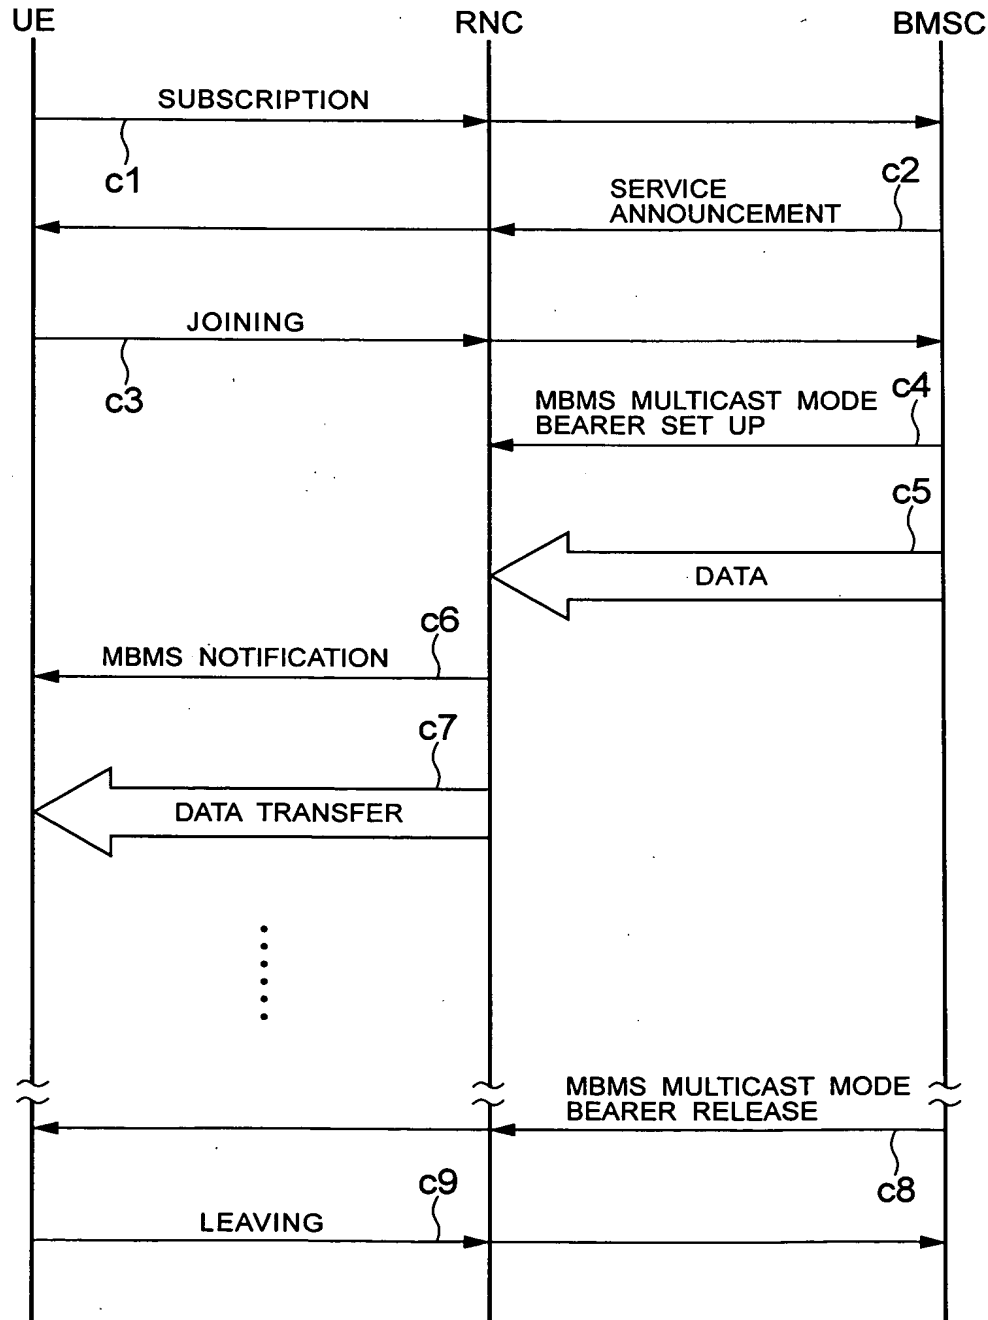 UE RNC BMSC
SUBSCRIPTION
c1
c2
SERVICE
ANNOUNCEMENT
JOINING
c3
c4
MBMS MULTICAST MODE
BEARER SET UP
c5
DATA
c6
MBMS NOTIFICATION
c7
DATA TRANSFER
MBMS MULTICAST MODE
BEARER RELEASE
c8
c9
LEAVING